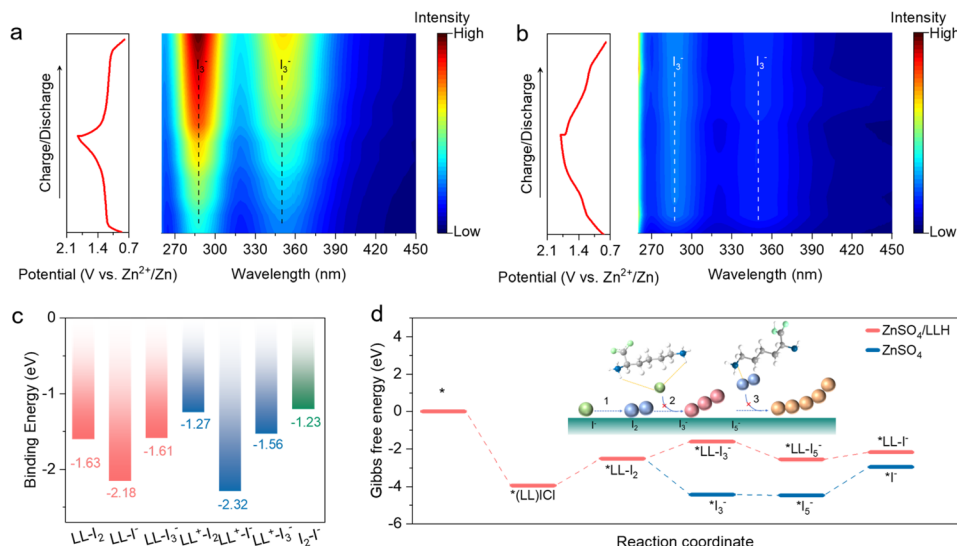 a
Charge/Discharge
2.1 1.4 0.7
Potential (V vs. Zn²⁺/Zn)
I₃⁻
I₃⁻
270 300 330 360 390 420 450
Wavelength (nm)
Intensity
High
Low
b
Charge/Discharge
2.1 1.4 0.7
Potential (V vs. Zn²⁺/Zn)
I₃⁻
I₃⁻
270 300 330 360 390 420 450
Wavelength (nm)
Intensity
High
Low
c
Binding Energy (eV)
0
-1
-2
-1.63
-2.18
-1.61
-1.27
-2.32
-1.56
-1.23
LL-I₂
LL-I⁻
LL-I₃⁻
LL⁺-I₂
LL⁺-I⁻
LL⁺-I₃⁻
I₂-I⁻
d
Gibbs free energy (eV)
4
2
0
-2
-4
-6
ZnSO₄/LLH
ZnSO₄
1
2
3
I⁻
I₂
I₃⁻
I₅⁻
*
*(LL)ICl
*LL-I₂
*LL-I₃⁻
*LL-I₅⁻
*LL-I⁻
*I₃⁻
*I₅⁻
*I⁻
Reaction coordinate